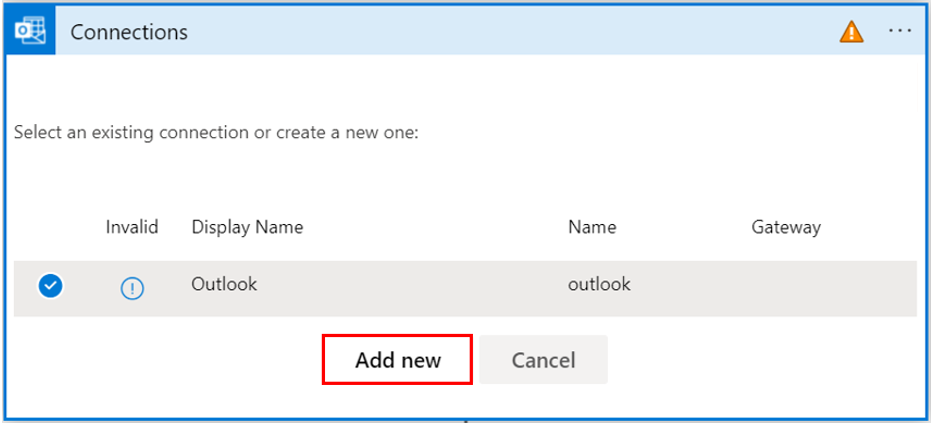 Connections
Select an existing connection or create a new one:
Invalid Display Name Name Gateway
Outlook outlook
Add new Cancel